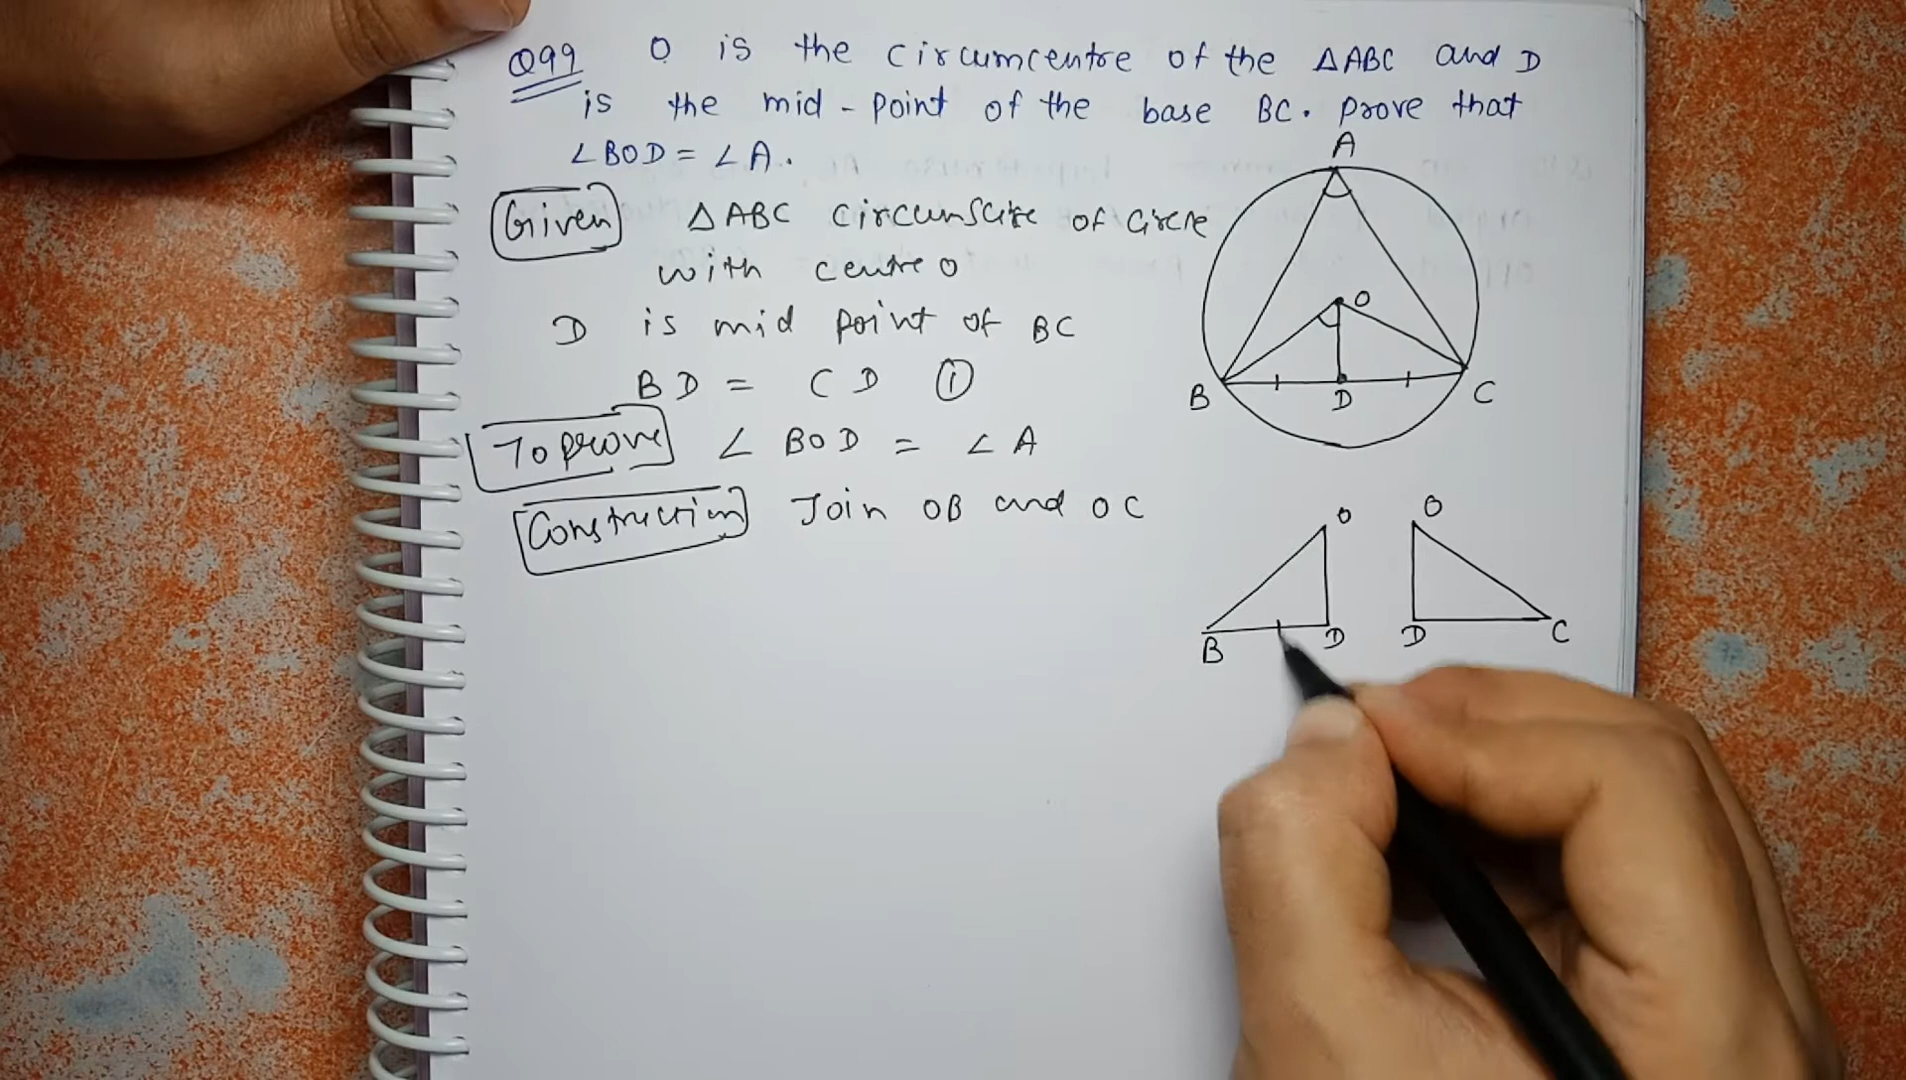 Q99 O is the circumcentre of the ΔABC and D
is the mid-point of the base BC. Prove that
∠BOD = ∠A.
Given ΔABC circumscire of circle
with centre O
D is mid point of BC
BD = CD ①
To prove ∠ BOD = ∠A
Construction Join OB and OC
A
O
B D C
O O
B D D C